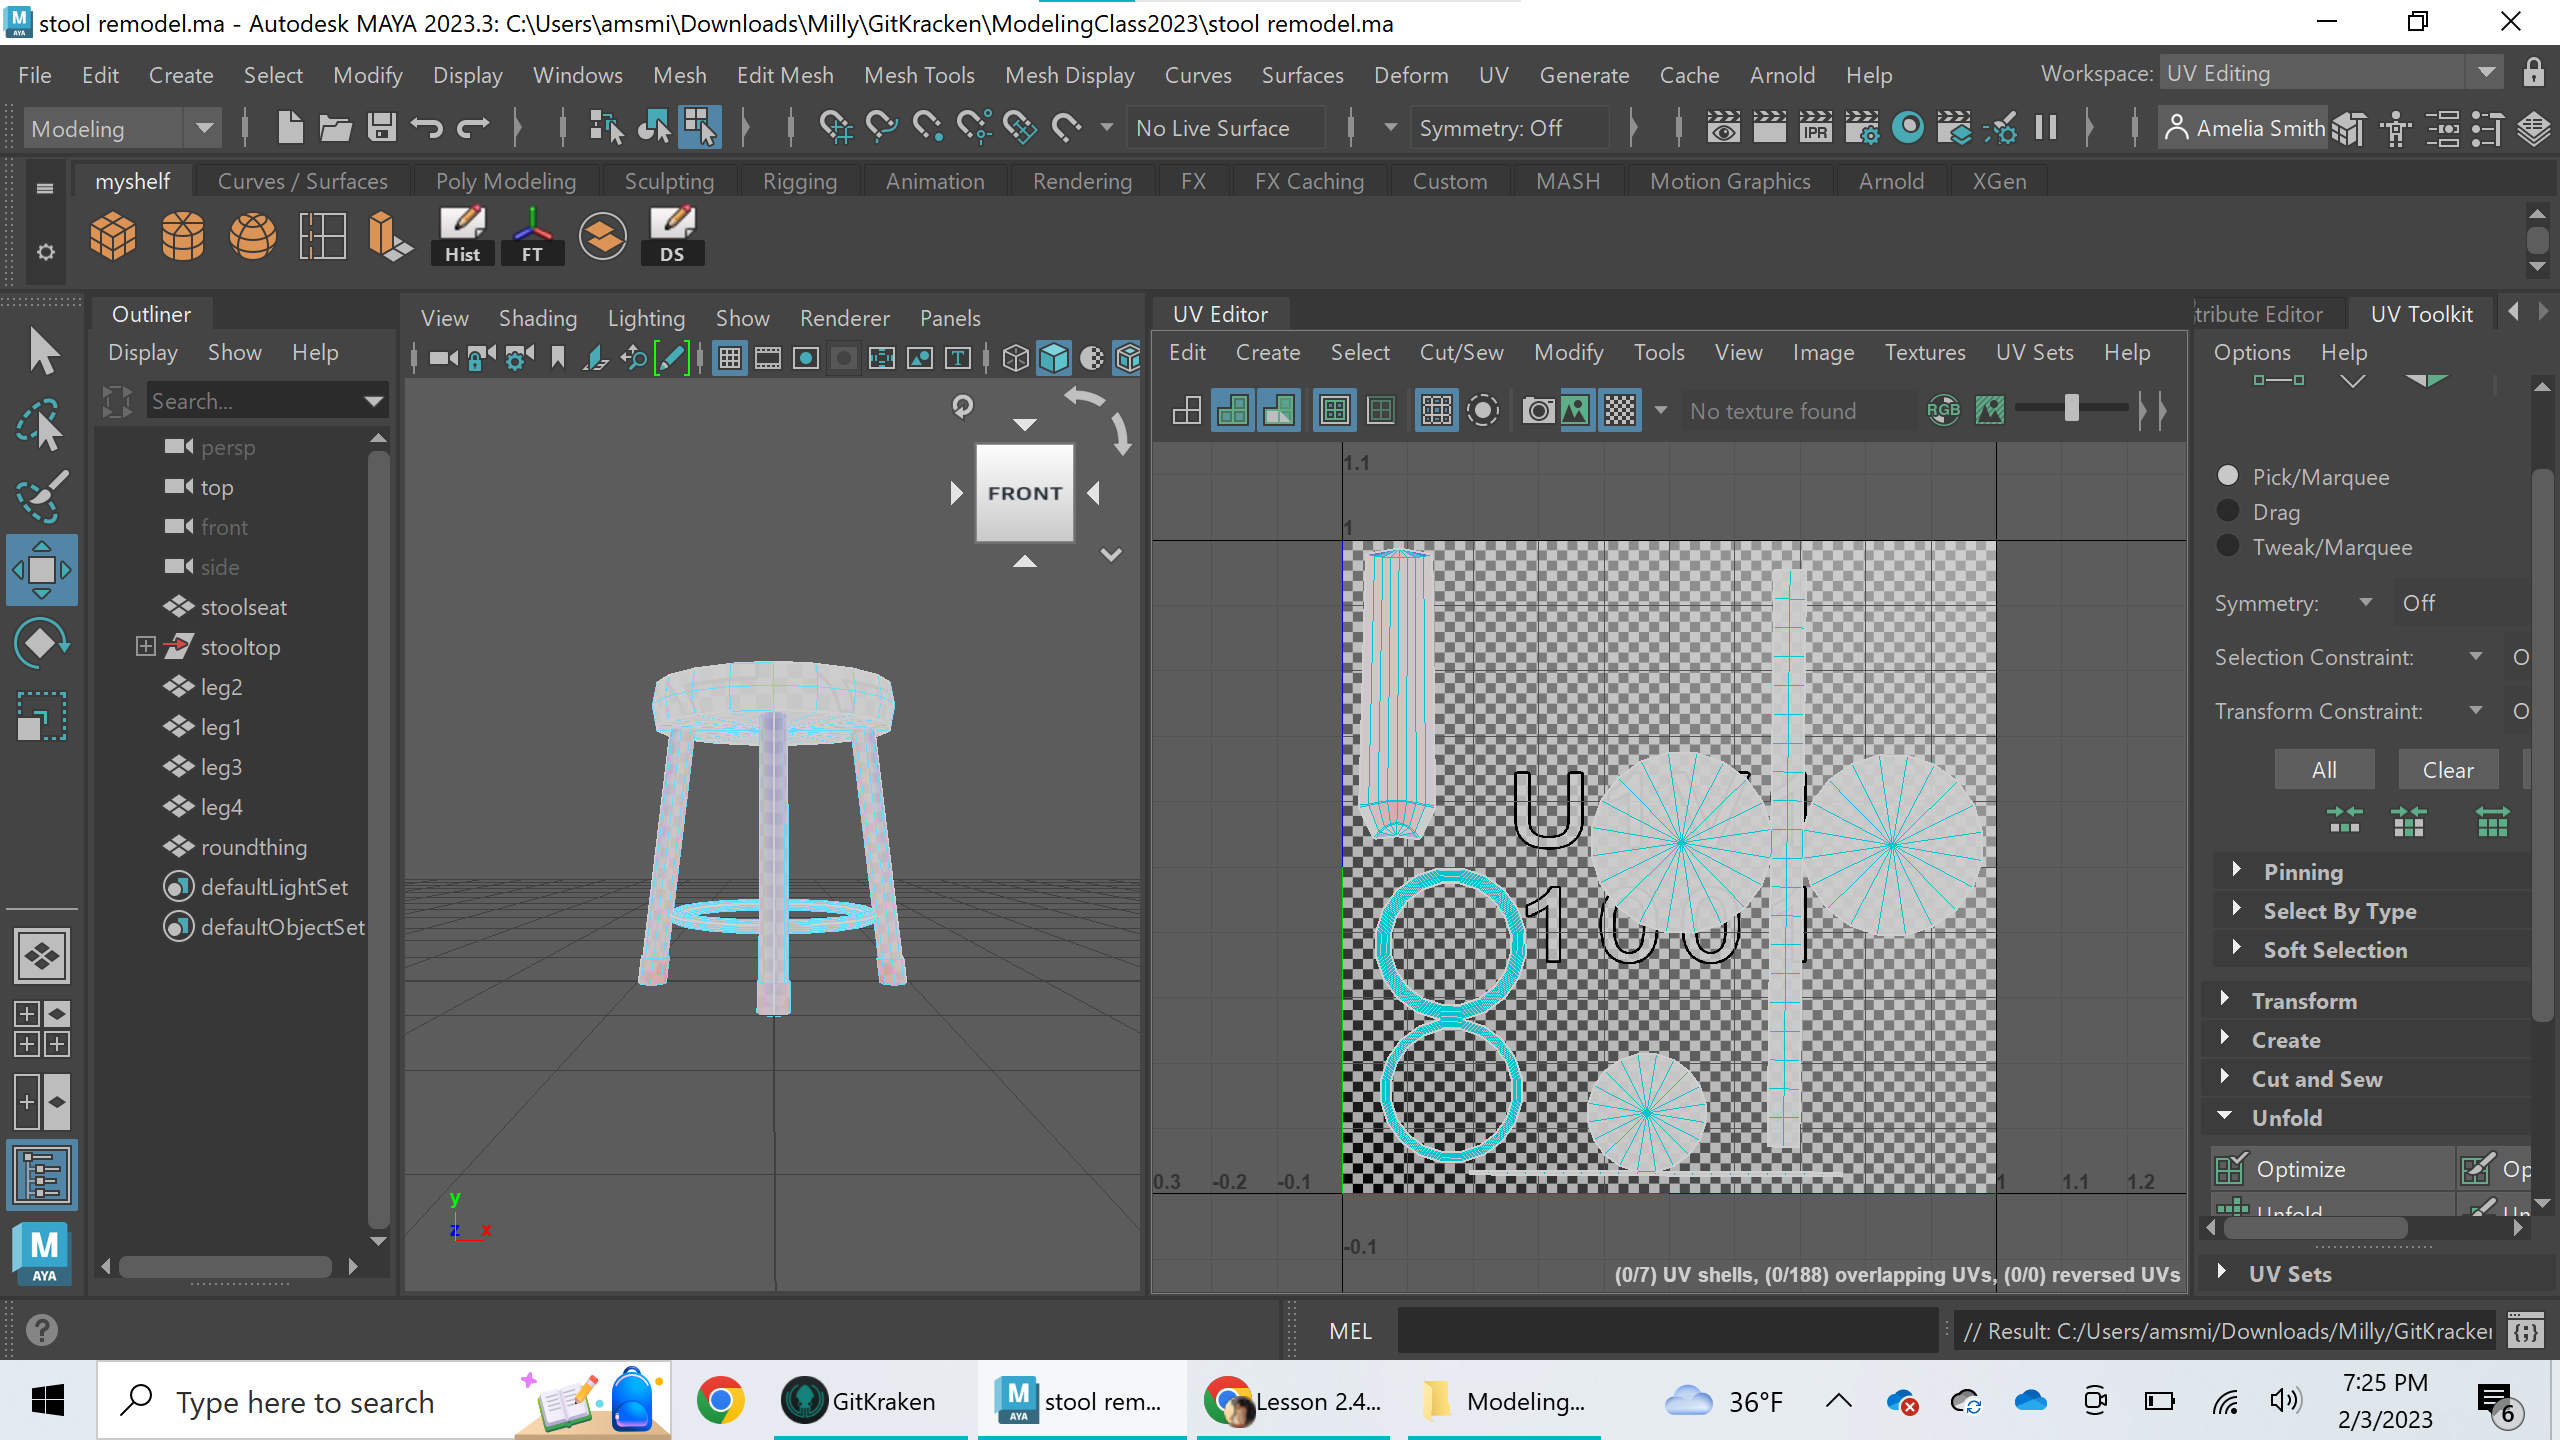 stool remodel.ma - Autodesk MAYA 2023.3: C:\Users\amsmi\Downloads\Milly\GitKracken\ModelingClass2023\stool remodel.ma
File Edit Create Select Modify Display Windows Mesh Edit Mesh Mesh Tools Mesh Display Curves Surfaces Deform UV Generate Cache Arnold Help Workspace: UV Editing
Modeling No Live Surface Symmetry: Off IPR Amelia Smith
myshelf Curves / Surfaces Poly Modeling Sculpting Rigging Animation Rendering FX FX Caching Custom MASH Motion Graphics Arnold XGen
Hist FT DS
Outliner
Display Show Help
Search...
persp
top
front
side
stoolseat
stooltop
leg2
leg1
leg3
leg4
roundthing
defaultLightSet
defaultObjectSet
View Shading Lighting Show Renderer Panels
FRONT
y
z x
UV Editor
Edit Create Select Cut/Sew Modify Tools View Image Textures UV Sets Help
No texture found RGB
1.1
1
U
1001
0.3 -0.2 -0.1 1 1.1 1.2
-0.1
(0/7) UV shells, (0/188) overlapping UVs, (0/0) reversed UVs
tribute Editor UV Toolkit
Options Help
Pick/Marquee
Drag
Tweak/Marquee
Symmetry: Off
Selection Constraint: O
Transform Constraint: O
All Clear
Pinning
Select By Type
Soft Selection
Transform
Create
Cut and Sew
Unfold
Optimize Op
Unfold Un
UV Sets
M
AYA
MEL // Result: C:/Users/amsmi/Downloads/Milly/GitKracken
Type here to search GitKraken stool rem... Lesson 2.4... Modeling... 36°F 7:25 PM
2/3/2023 6